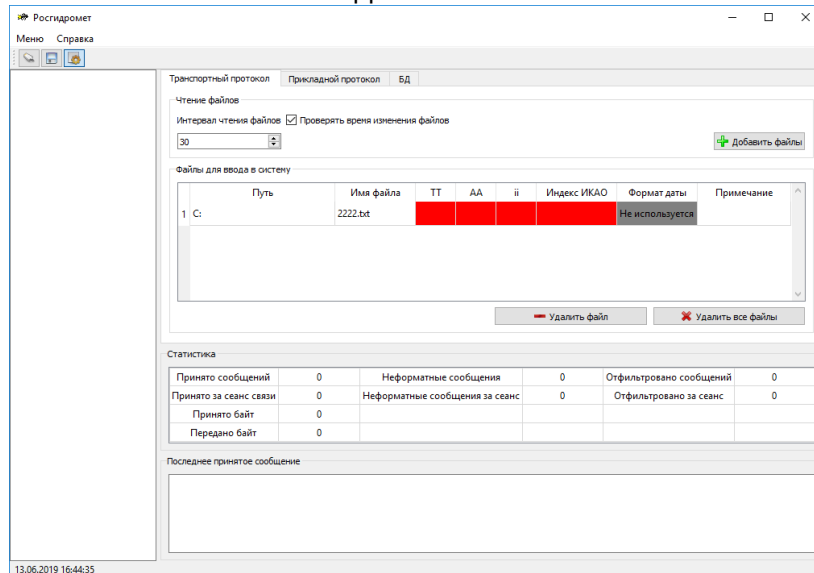 Росгидромет
Меню Справка
Транспортный протокол Прикладной протокол БД
Чтение файлов
Интервал чтения файлов Проверять время изменения файлов
30 Добавить файлы
Файлы для ввода в систему
Путь Имя файла TT AA ii Индекс ИКАО Формат даты Примечание
1 C: 2222.txt Не используется
Удалить файл Удалить все файлы
Статистика
Принято сообщений 0 Неформатные сообщения 0 Отфильтровано сообщений 0
Принято за сеанс связи 0 Неформатные сообщения за сеанс 0 Отфильтровано за сеанс 0
Принято байт 0
Передано байт 0
Последнее принятое сообщение
13.06.2019 16:44:35